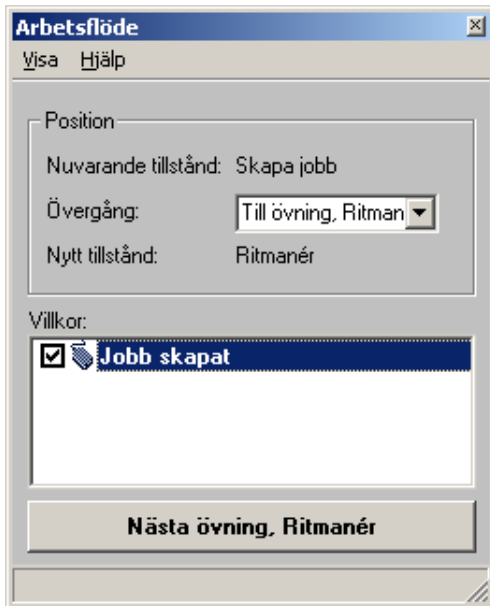 Arbetsflöde
Visa Hjälp
Position
Nuvarande tillstånd: Skapa jobb
Övergång: Till övning, Ritman
Nytt tillstånd: Ritmanér
Villkor:
Jobb skapat
Nästa övning, Ritmanér